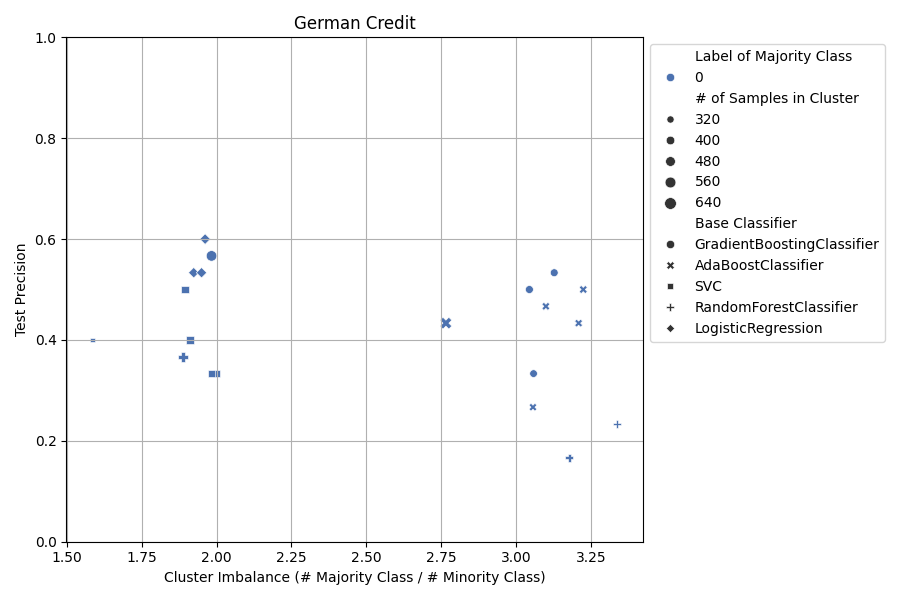 German Credit
1.0
0.8
0.6
0.4
0.2
0.0
Test Precision
1.50
1.75
2.00
2.25
2.50
2.75
3.00
3.25
Cluster Imbalance (# Majority Class / # Minority Class)
Label of Majority Class
0
# of Samples in Cluster
320
400
480
560
640
Base Classifier
GradientBoostingClassifier
AdaBoostClassifier
SVC
RandomForestClassifier
LogisticRegression